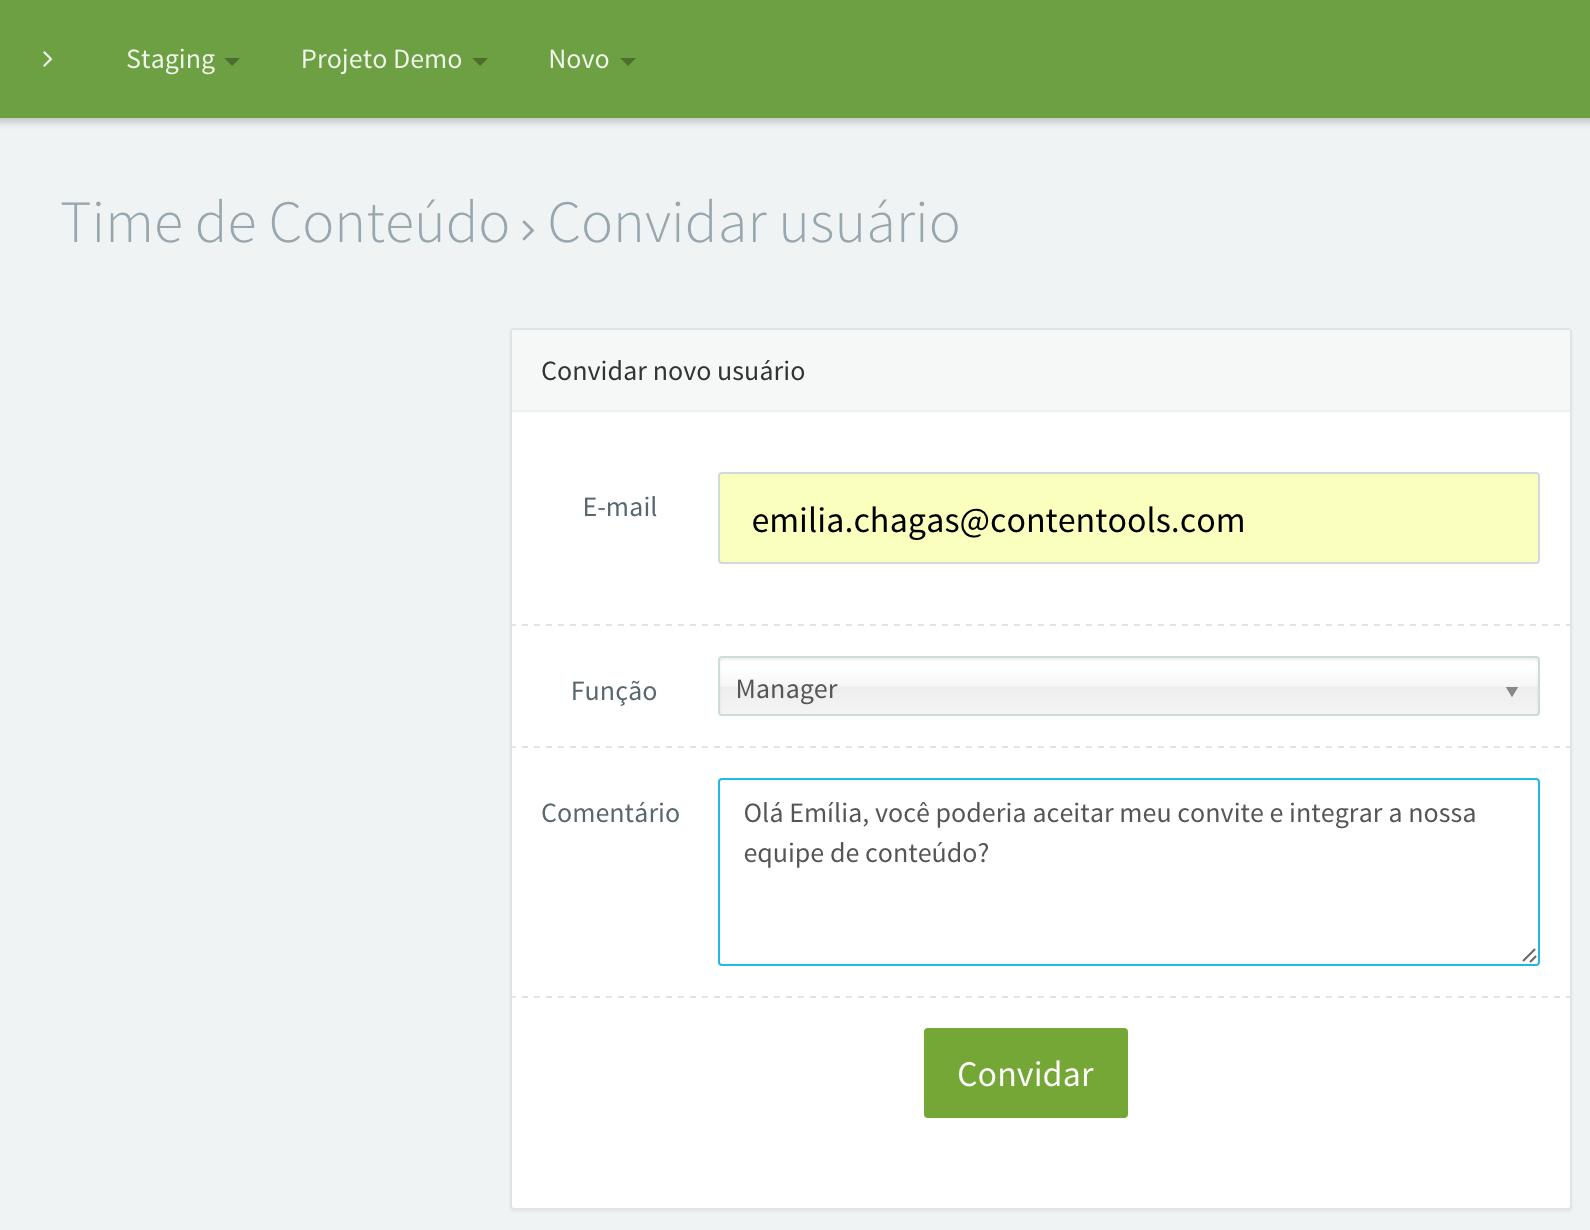 Staging
Projeto Demo
Novo
Time de Conteúdo › Convidar usuário
Convidar novo usuário
E-mail
emilia.chagas@contentools.com
Função
Manager
Comentário
Olá Emília, você poderia aceitar meu convite e integrar a nossa
equipe de conteúdo?
Convidar